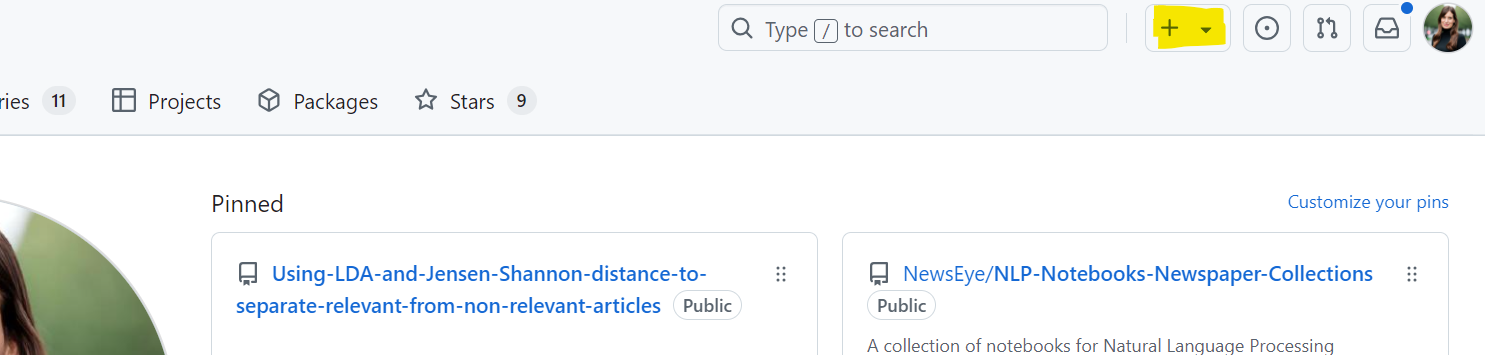 Type / to search
ries 11 Projects Packages Stars 9
Pinned
Customize your pins
Using-LDA-and-Jensen-Shannon-distance-to-
separate-relevant-from-non-relevant-articles Public
NewsEye/NLP-Notebooks-Newspaper-Collections
Public
A collection of notebooks for Natural Language Processing